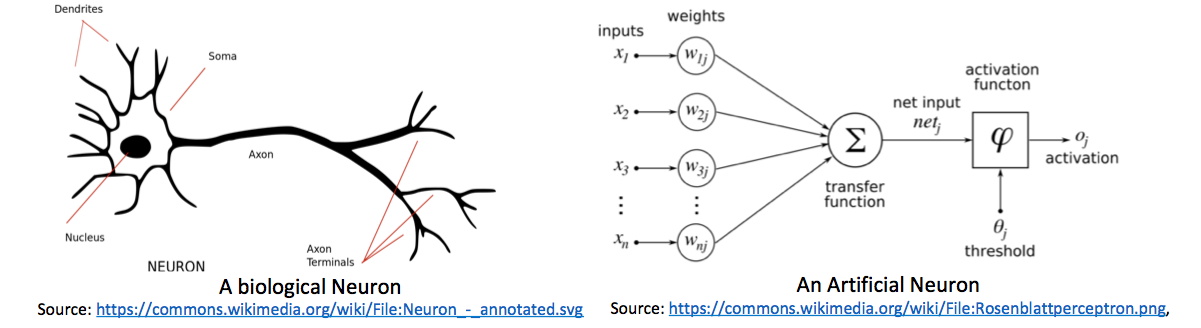 Dendrites
Soma
Axon
Nucleus
Axon
Terminals
NEURON
A biological Neuron
Source: https://commons.wikimedia.org/wiki/File:Neuron_-_annotated.svg
weights
inputs
x1
w1j
x2
w2j
x3
w3j
⋮ ⋮
xn
wnj
Σ
transfer
function
net input
netj
activation
functon
φ
oj
activation
θj
threshold
An Artificial Neuron
Source: https://commons.wikimedia.org/wiki/File:Rosenblattperceptron.png,